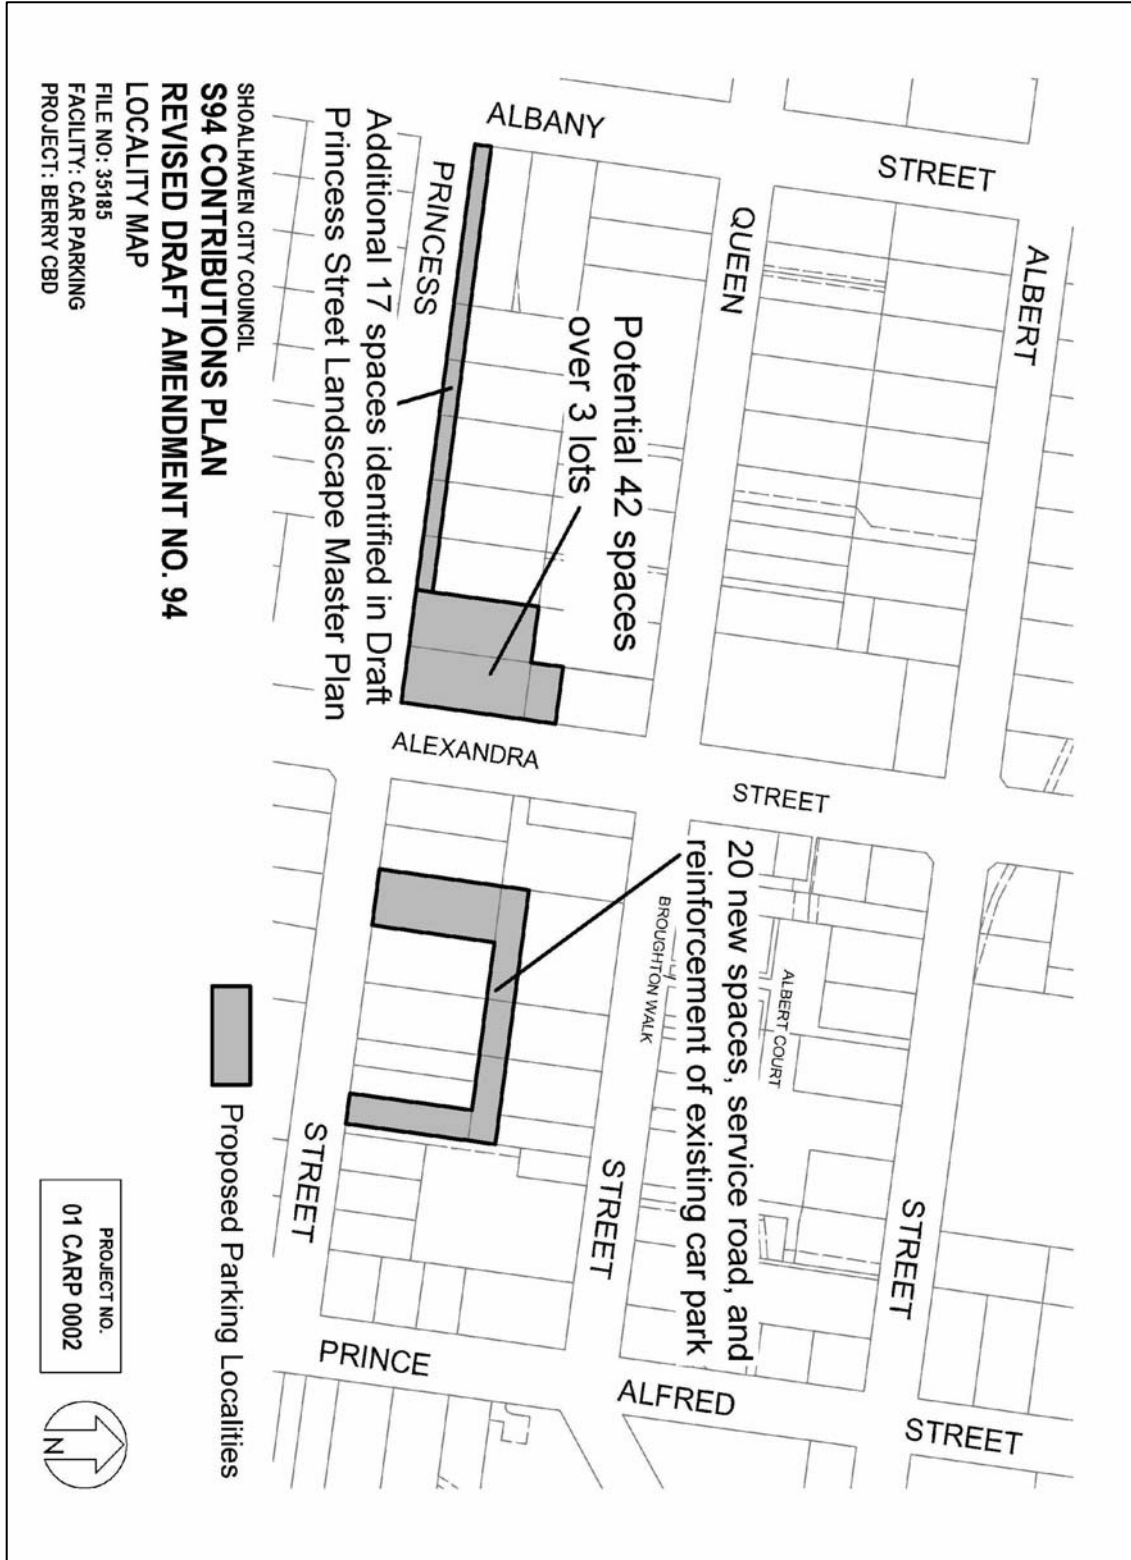 ALBANY
STREET
ALBERT
QUEEN
PRINCESS
Potential 42 spaces
over 3 lots
Additional 17 spaces identified in Draft
Princess Street Landscape Master Plan
ALEXANDRA
STREET
20 new spaces, service road, and
reinforcement of existing car park
ALBERT COURT
BROUGHTON WALK
STREET
STREET
STREET
PRINCE
ALFRED
STREET
Proposed Parking Localities
SHOALHAVEN CITY COUNCIL
S94 CONTRIBUTIONS PLAN
REVISED DRAFT AMENDMENT NO. 94
LOCALITY MAP
FILE NO: 35185
FACILITY: CAR PARKING
PROJECT: BERRY CBD
PROJECT NO.
01 CARP 0002
N